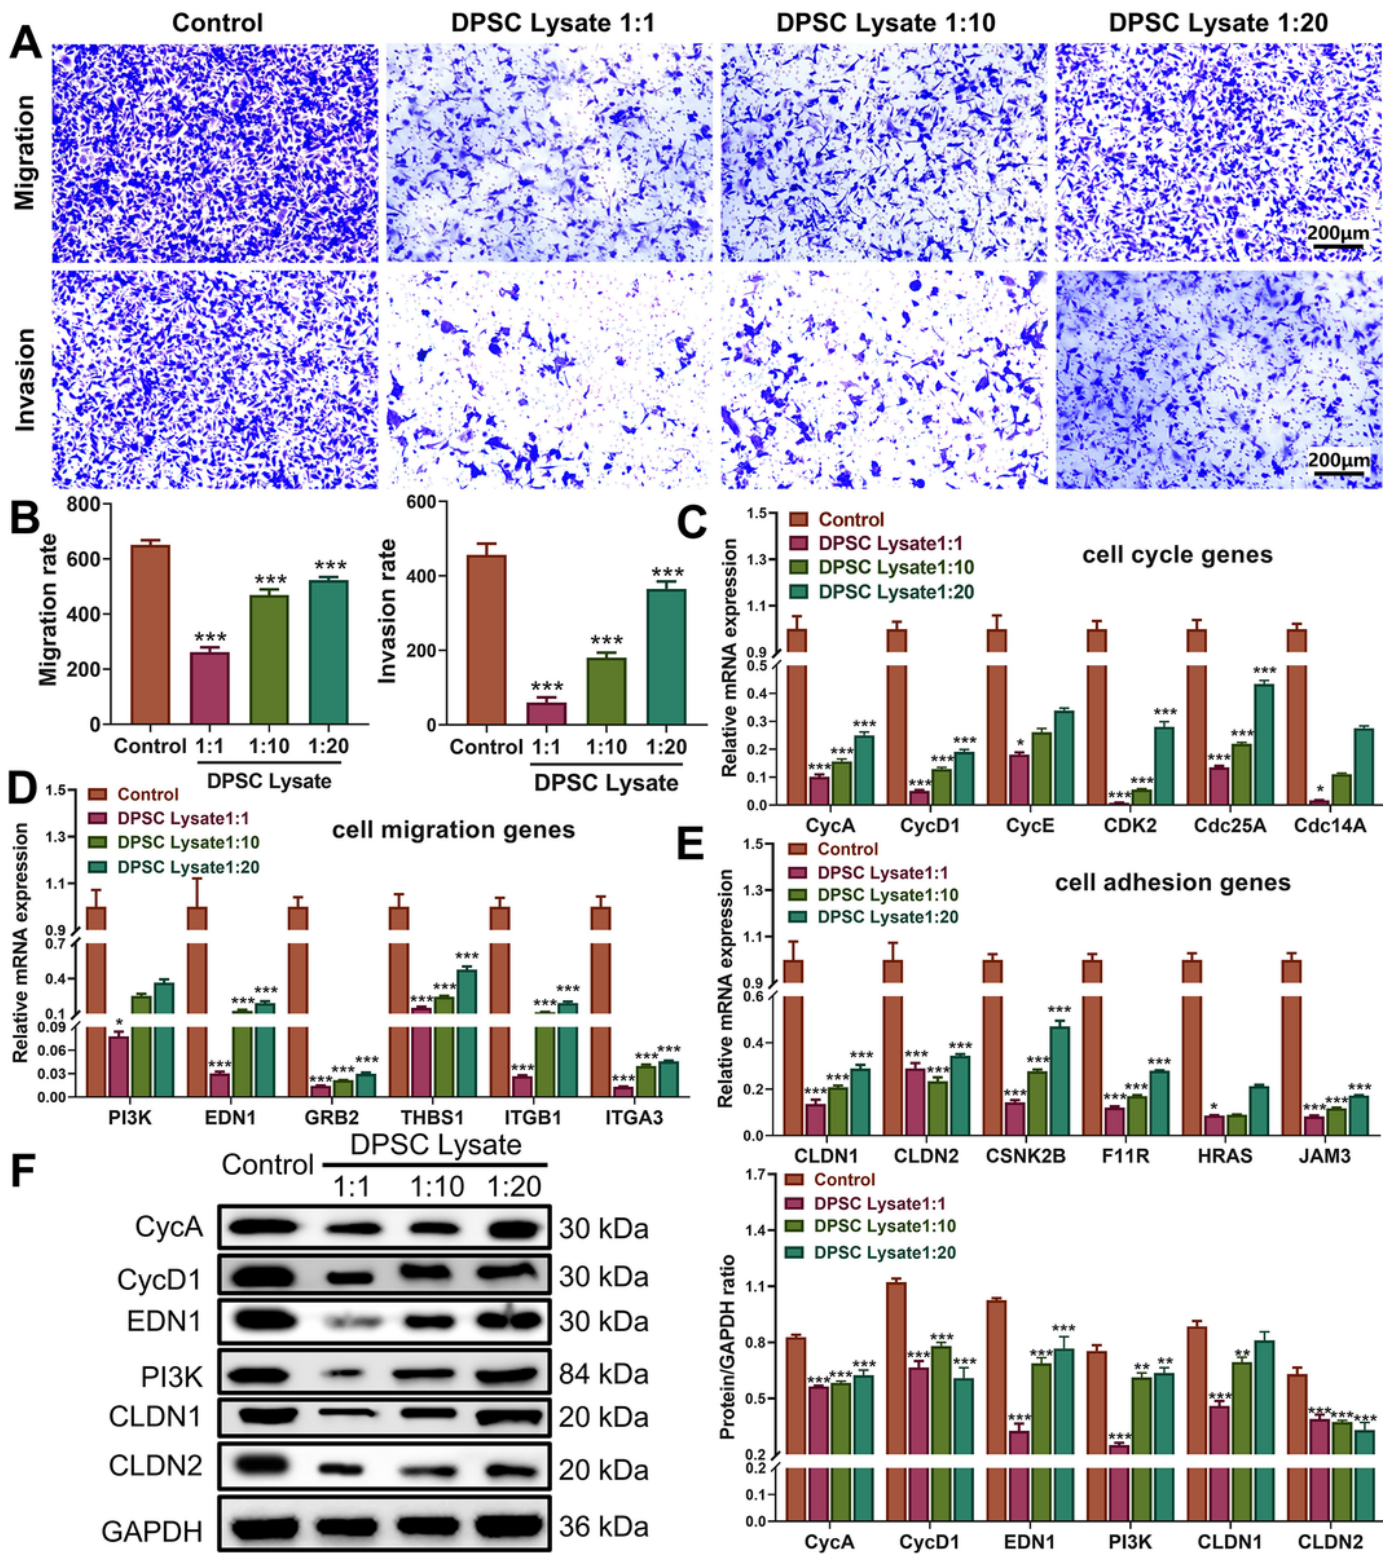 A
Control
DPSC Lysate 1:1
DPSC Lysate 1:10
DPSC Lysate 1:20
Migration
200μm
Invasion
200μm
B
Migration rate
800
600
400
200
0
***
***
***
Control 1:1 1:10 1:20
DPSC Lysate
Invasion rate
600
400
200
0
***
***
***
Control 1:1 1:10 1:20
DPSC Lysate
C
Relative mRNA expression
1.5
1.3
1.1
0.9
0.5
0.4
0.3
0.2
0.1
0.0
Control
DPSC Lysate1:1
DPSC Lysate1:10
DPSC Lysate1:20
cell cycle genes
*** *** ***
*** *** ***
*
*** *** ***
*** *** ***
*
CycA CycD1 CycE CDK2 Cdc25A Cdc14A
D
Relative mRNA expression
1.5
1.3
1.1
0.9
0.7
0.4
0.1
0.09
0.06
0.03
0.00
Control
DPSC Lysate1:1
DPSC Lysate1:10
DPSC Lysate1:20
cell migration genes
*
*** *** ***
*** *** ***
*** *** ***
*** *** ***
*** *** ***
PI3K EDN1 GRB2 THBS1 ITGB1 ITGA3
E
Relative mRNA expression
1.5
1.3
1.1
0.9
0.6
0.4
0.2
0.0
Control
DPSC Lysate1:1
DPSC Lysate1:10
DPSC Lysate1:20
cell adhesion genes
*** *** ***
*** *** ***
*** *** ***
*** *** ***
*
*** *** ***
CLDN1 CLDN2 CSNK2B F11R HRAS JAM3
F
Control
DPSC Lysate
1:1 1:10 1:20
CycA 30 kDa
CycD1 30 kDa
EDN1 30 kDa
PI3K 84 kDa
CLDN1 20 kDa
CLDN2 20 kDa
GAPDH 36 kDa
Protein/GAPDH ratio
1.7
1.4
1.1
0.8
0.5
0.2
0.2
0.1
0.0
Control
DPSC Lysate1:1
DPSC Lysate1:10
DPSC Lysate1:20
*** *** ***
*** *** ***
*** *** ***
*** ** **
*** **
*** *** ***
CycA CycD1 EDN1 PI3K CLDN1 CLDN2